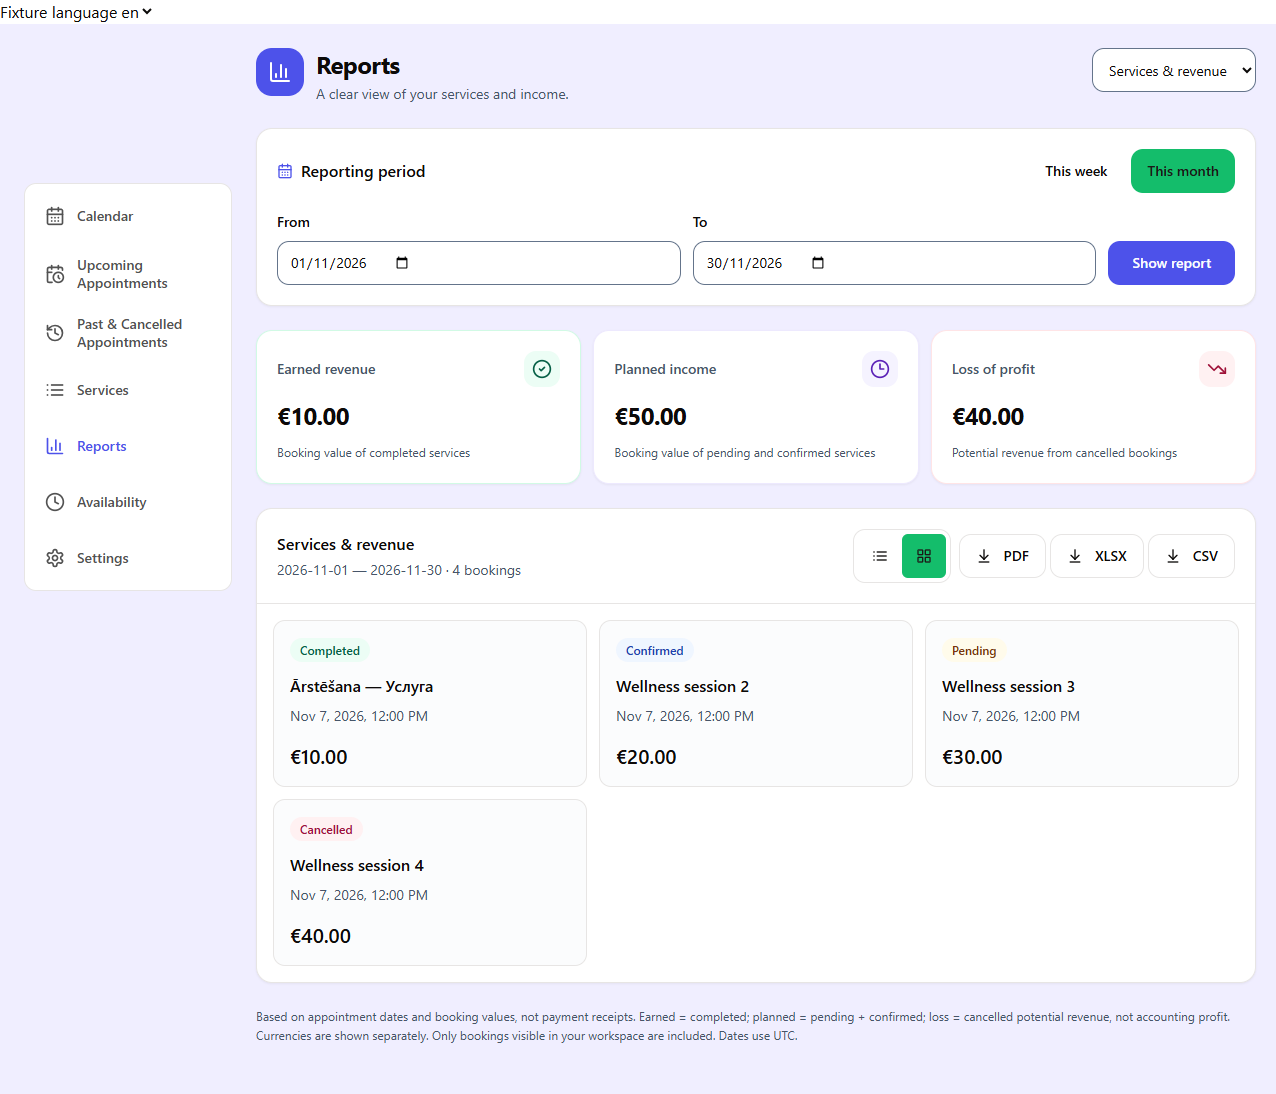 Fixture language en
Reports
A clear view of your services and income.
Services & revenue
Calendar
Upcoming
Appointments
Past & Cancelled
Appointments
Services
Reports
Availability
Settings
Reporting period
This week
This month
From
To
01/11/2026
30/11/2026
Show report
Earned revenue
€10.00
Booking value of completed services
Planned income
€50.00
Booking value of pending and confirmed services
Loss of profit
€40.00
Potential revenue from cancelled bookings
Services & revenue
2026-11-01 — 2026-11-30 · 4 bookings
PDF
XLSX
CSV
Completed
Ārstēšana — Услуга
Nov 7, 2026, 12:00 PM
€10.00
Confirmed
Wellness session 2
Nov 7, 2026, 12:00 PM
€20.00
Pending
Wellness session 3
Nov 7, 2026, 12:00 PM
€30.00
Cancelled
Wellness session 4
Nov 7, 2026, 12:00 PM
€40.00
Based on appointment dates and booking values, not payment receipts. Earned = completed; planned = pending + confirmed; loss = cancelled potential revenue, not accounting profit.
Currencies are shown separately. Only bookings visible in your workspace are included. Dates use UTC.